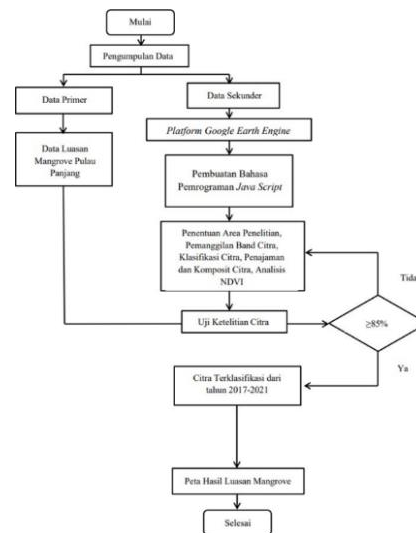 Mulai
Pengumpulan Data
Data Primer
Data Sekunder
Data Luasan
Mangrove Pulau
Panjang
Platform Google Earth Engine
Pembuatan Bahasa
Pemrograman Java Script
Penentuan Area Penelitian,
Pemanggilan Band Citra,
Klasifikasi Citra, Penajaman
dan Komposit Citra, Analisis
NDVI
Tida
Uji Ketelitian Citra
≥85%
Ya
Citra Terklasifikasi dari
tahun 2017-2021
Peta Hasil Luasan Mangrove
Selesai